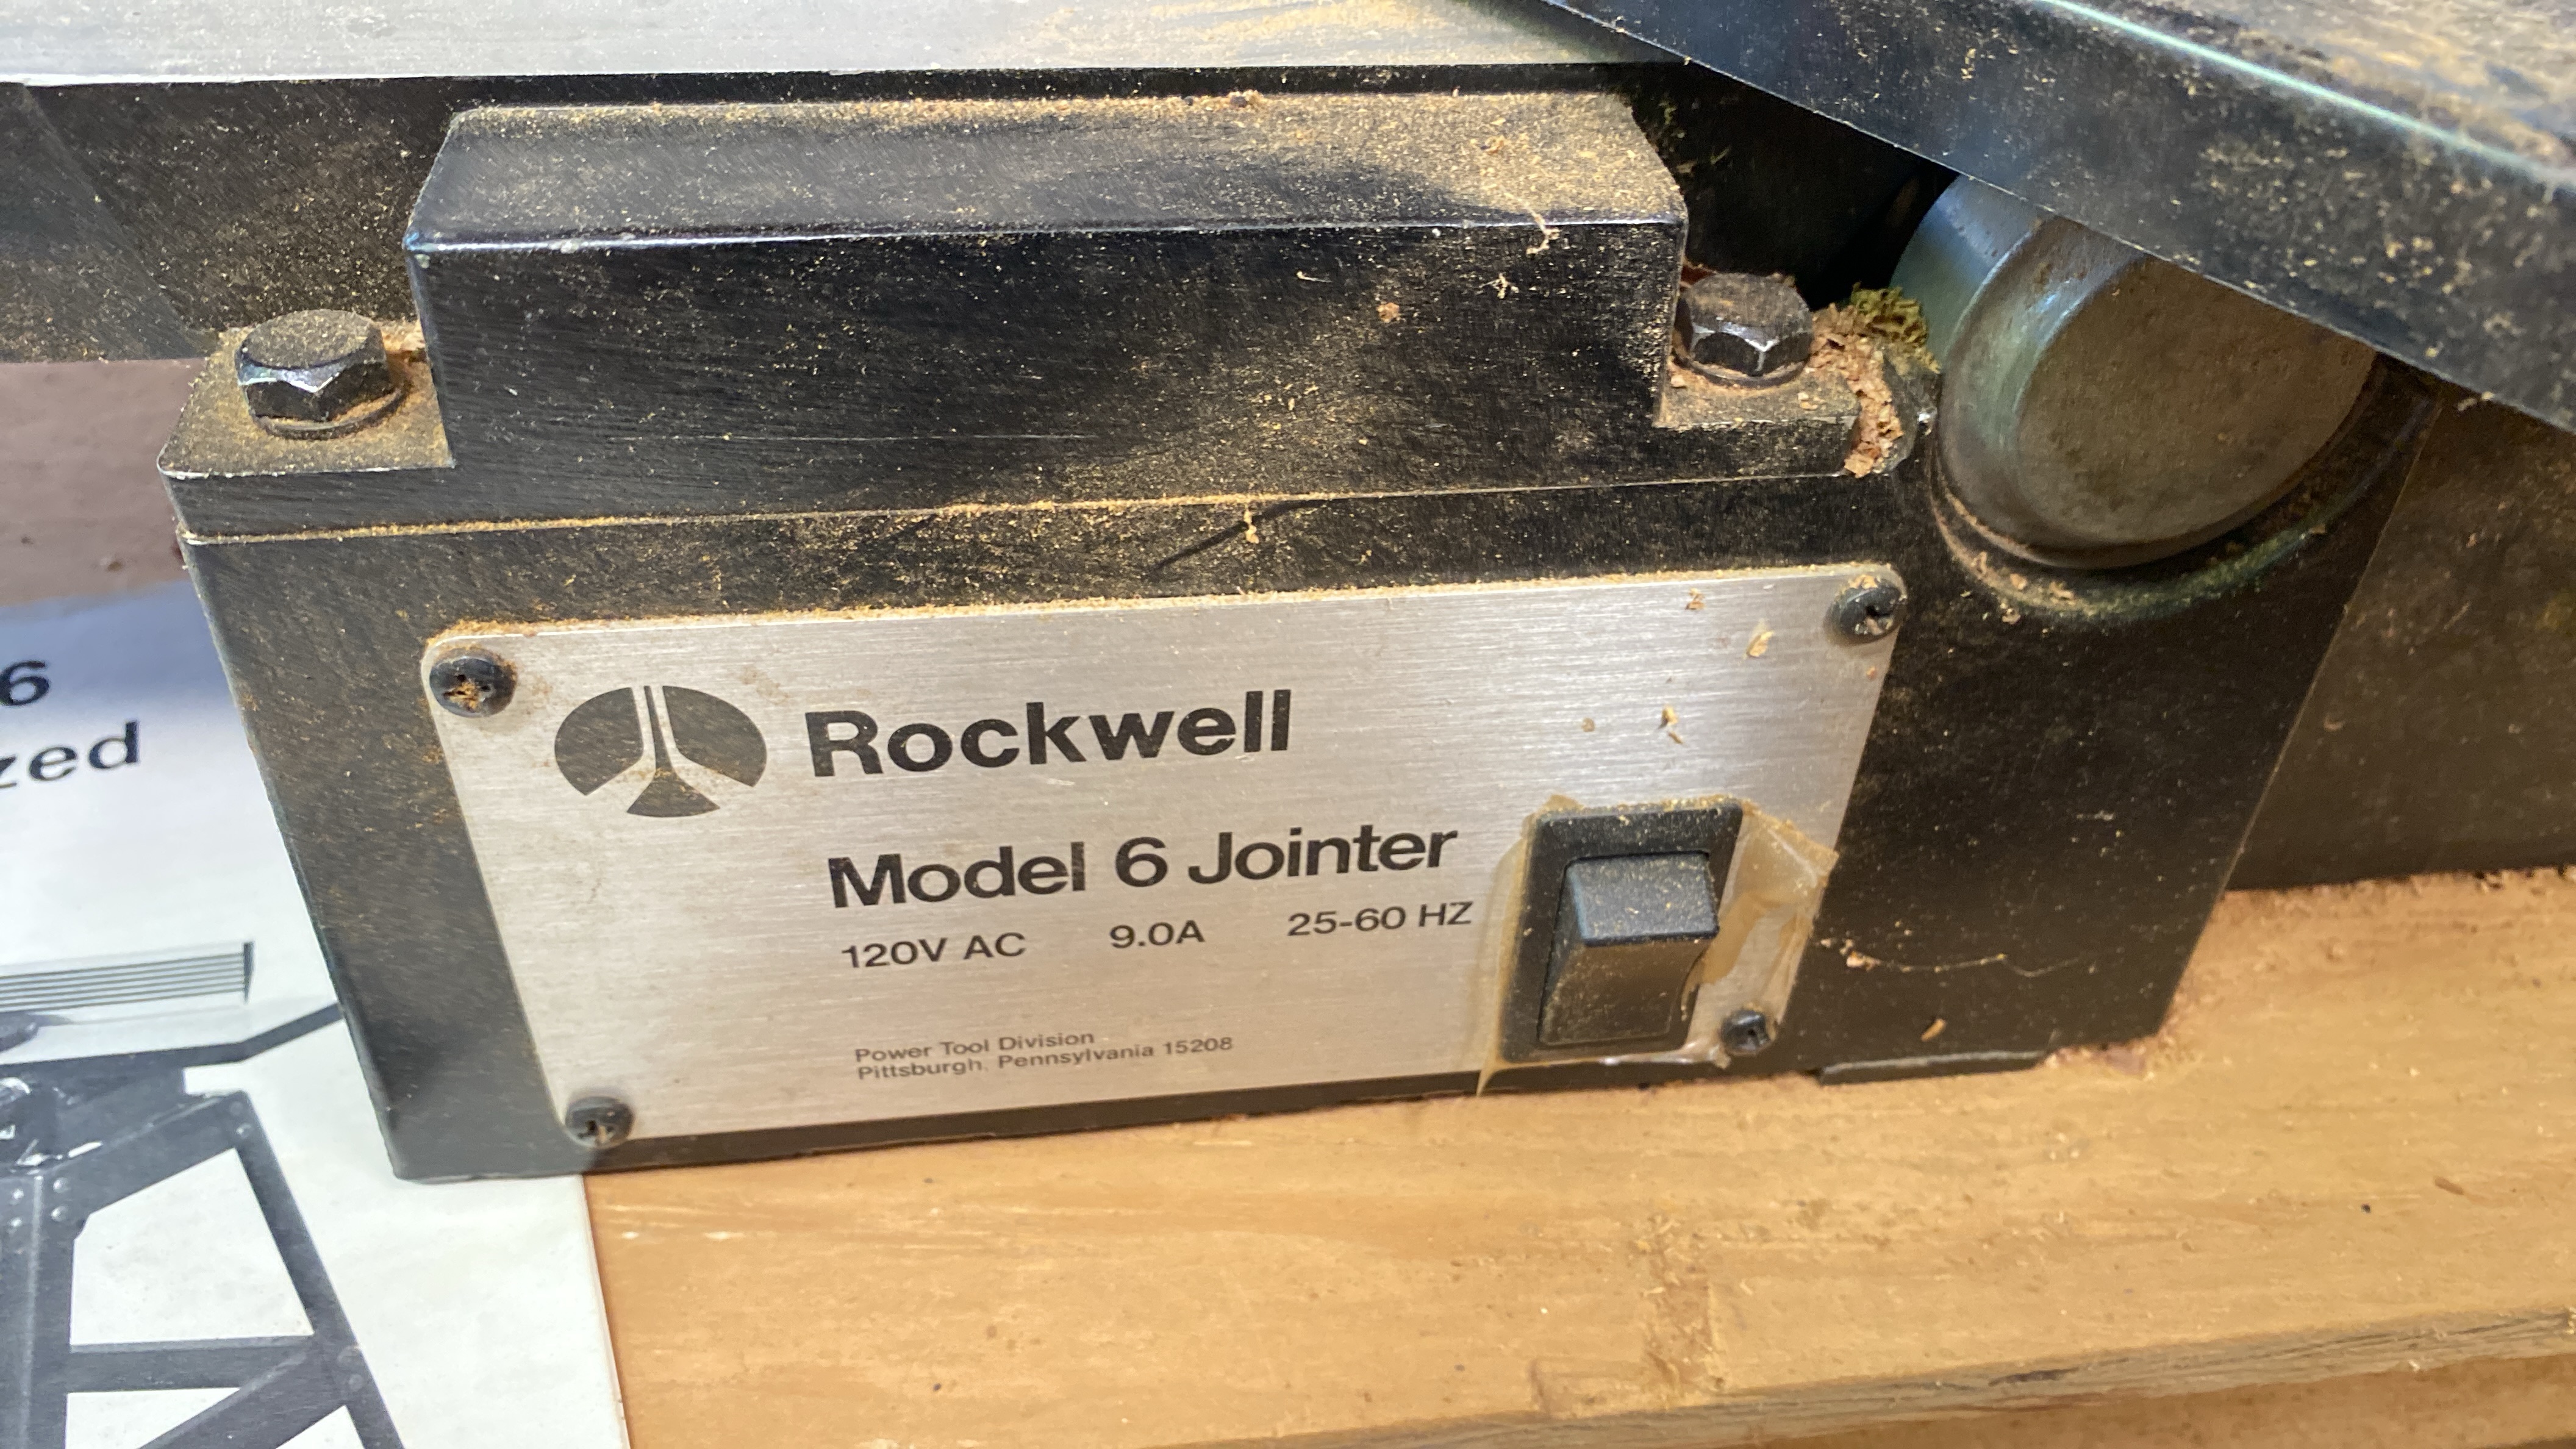 6
zed
Rockwell
Model 6 Jointer
120V AC 9.0A 25-60 HZ
Power Tool Division
Pittsburgh, Pennsylvania 15208